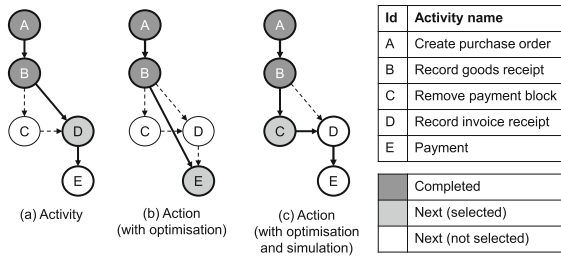 A
B
C
D
E
(a) Activity
A
B
C
D
E
(b) Action
(with optimisation)
A
B
C
D
E
(c) Action
(with optimisation
and simulation)
Id Activity name
A Create purchase order
B Record goods receipt
C Remove payment block
D Record invoice receipt
E Payment
Completed
Next (selected)
Next (not selected)